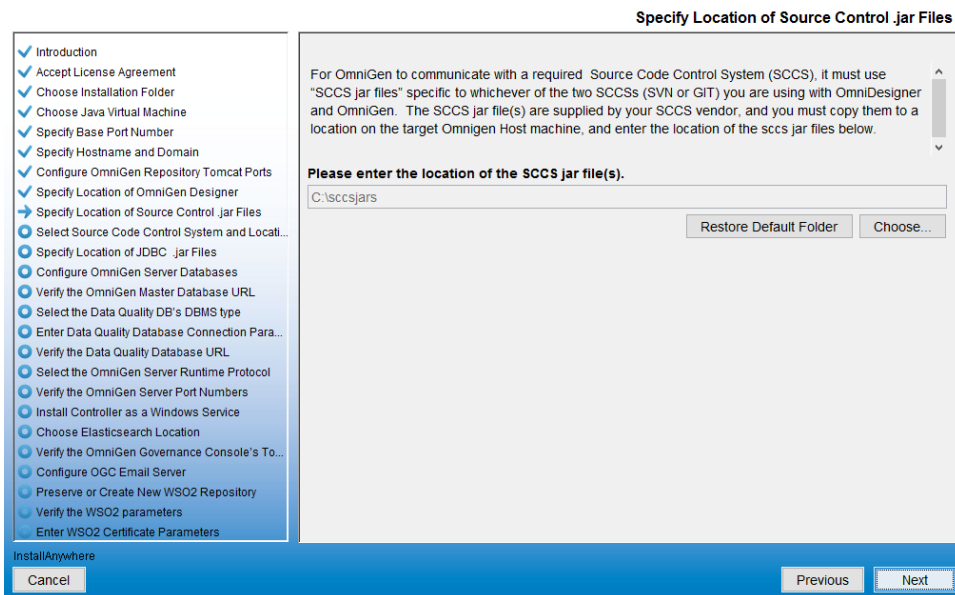 Specify Location of Source Control .jar Files
Introduction
Accept License Agreement
Choose Installation Folder
Choose Java Virtual Machine
Specify Base Port Number
Specify Hostname and Domain
Configure OmniGen Repository Tomcat Ports
Specify Location of OmniGen Designer
Specify Location of Source Control .jar Files
Select Source Code Control System and Locati...
Specify Location of JDBC .jar Files
Configure OmniGen Server Databases
Verify the OmniGen Master Database URL
Select the Data Quality DB's DBMS type
Enter Data Quality Database Connection Para...
Verify the Data Quality Database URL
Select the OmniGen Server Runtime Protocol
Verify the OmniGen Server Port Numbers
Install Controller as a Windows Service
Choose Elasticsearch Location
Verify the OmniGen Governance Console's To...
Configure OGC Email Server
Preserve or Create New WSO2 Repository
Verify the WSO2 parameters
Enter WSO2 Certificate Parameters
For OmniGen to communicate with a required Source Code Control System (SCCS), it must use
“SCCS jar files” specific to whichever of the two SCCSs (SVN or GIT) you are using with OmniDesigner
and OmniGen. The SCCS jar file(s) are supplied by your SCCS vendor, and you must copy them to a
location on the target Omnigen Host machine, and enter the location of the sccs jar files below.
Please enter the location of the SCCS jar file(s).
C:\sccsjars
Restore Default Folder
Choose...
InstallAnywhere
Cancel
Previous
Next